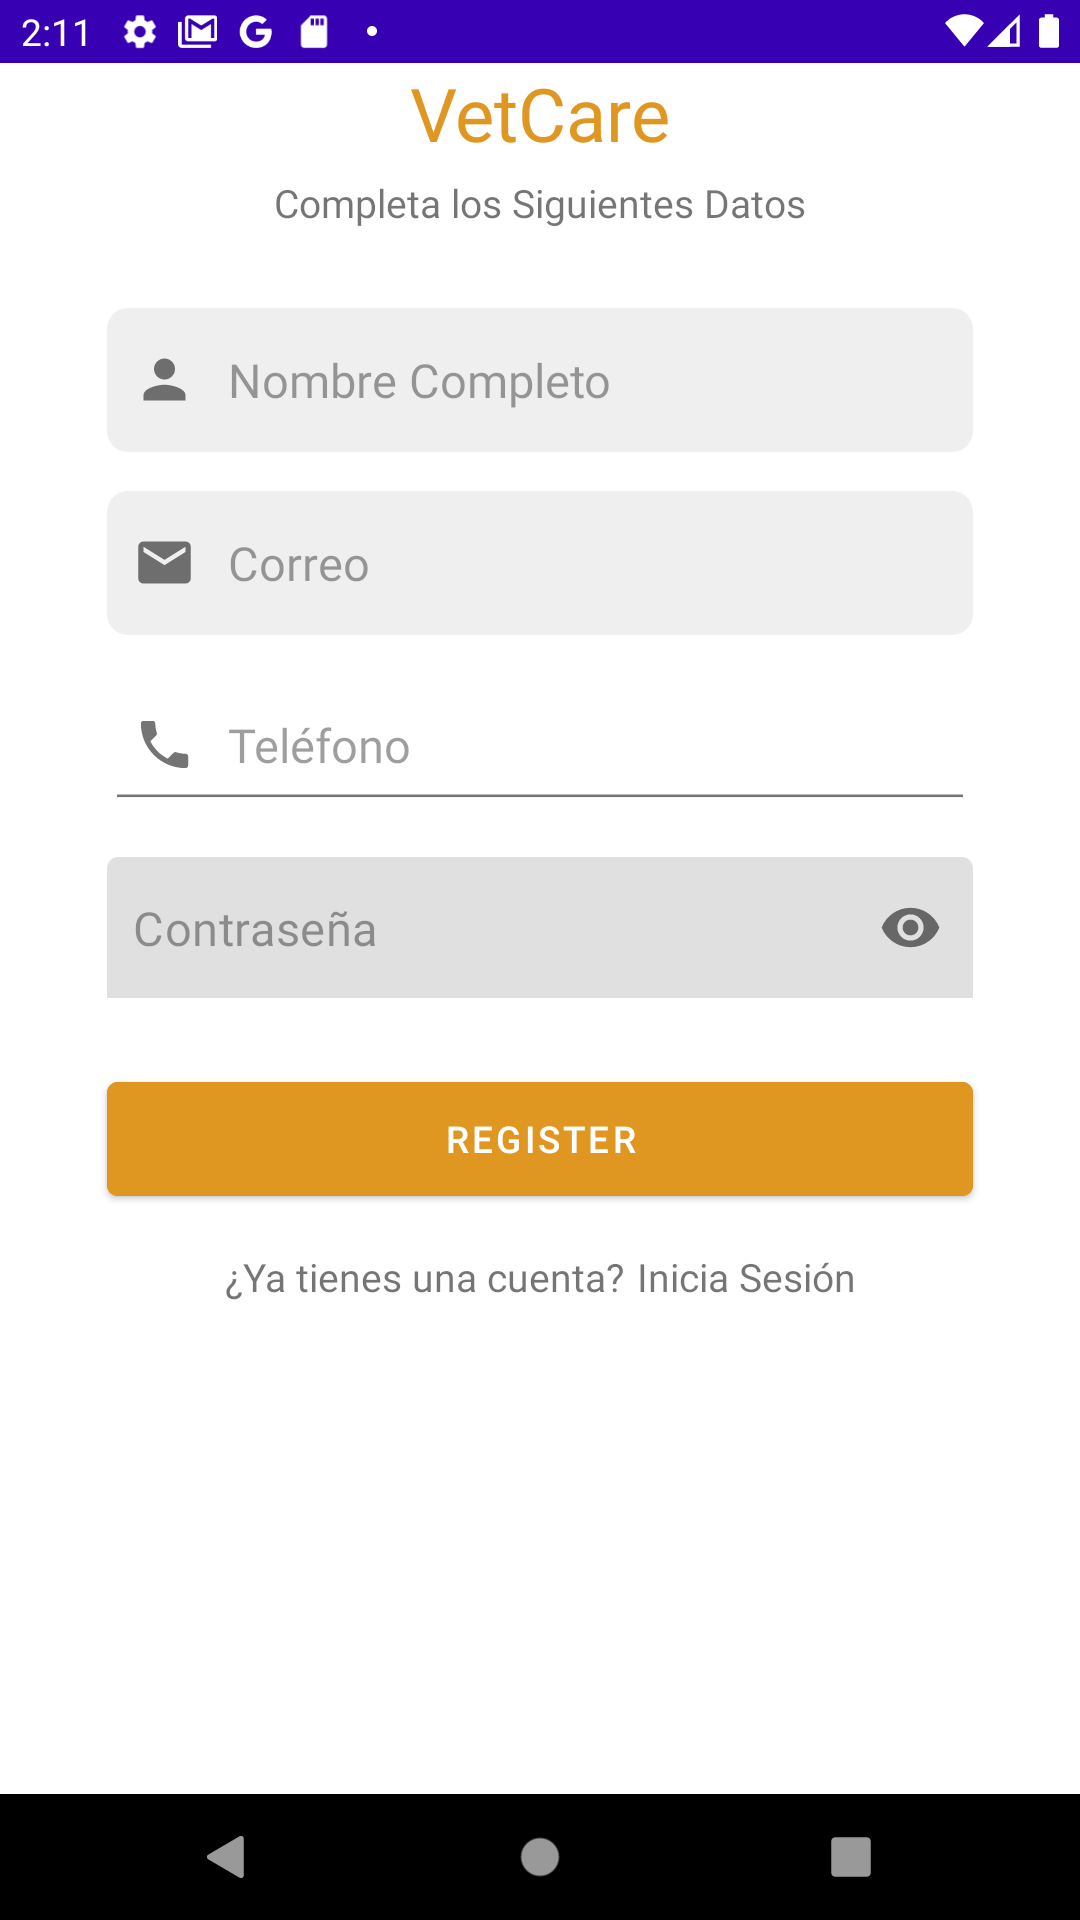 2:11
VetCare
Completa los Siguientes Datos
Nombre Completo
Correo
Teléfono
Contraseña
REGISTER
¿Ya tienes una cuenta? Inicia Sesión